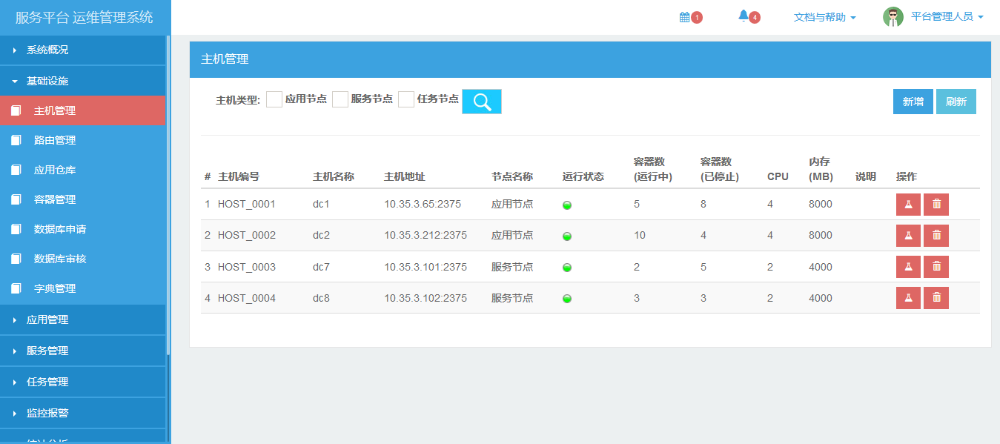 服务平台 运维管理系统
1
4
文档与帮助
平台管理人员
系统概况
基础设施
主机管理
路由管理
应用仓库
容器管理
数据库申请
数据库审核
字典管理
应用管理
服务管理
任务管理
监控报警
统计分析
主机管理
主机类型: 应用节点 服务节点 任务节点
新增 刷新
# 主机编号 主机名称 主机地址 节点名称 运行状态 容器数(运行中) 容器数(已停止) CPU 内存(MB) 说明 操作
1 HOST_0001 dc1 10.35.3.65:2375 应用节点 5 8 4 8000
2 HOST_0002 dc2 10.35.3.212:2375 应用节点 10 4 4 8000
3 HOST_0003 dc7 10.35.3.101:2375 服务节点 2 5 2 4000
4 HOST_0004 dc8 10.35.3.102:2375 服务节点 3 3 2 4000